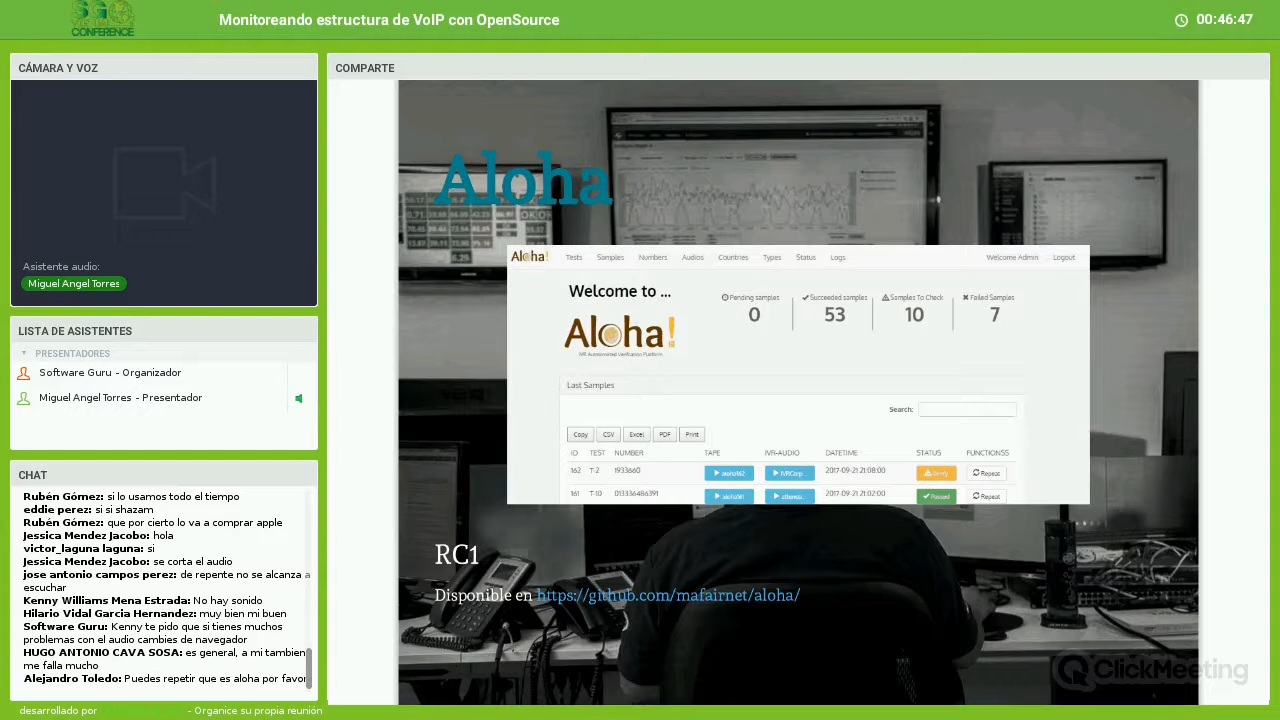 SG VIRTUAL CONFERENCE
Monitoreando estructura de VoIP con OpenSource
00:46:47
CÁMARA Y VOZ
COMPARTE
Asistente audio:
Miguel Angel Torres
LISTA DE ASISTENTES
PRESENTADORES
Software Guru - Organizador
Miguel Angel Torres - Presentador
CHAT
Rubén Gómez: si lo usamos todo el tiempo
eddie perez: si si shazam
Rubén Gómez: que por cierto lo va a comprar apple
Jessica Mendez Jacobo: hola
victor_laguna laguna: si
Jessica Mendez Jacobo: se corta el audio
jose antonio campos perez: de repente no se alcanza a
escuchar
Kenny Williams Mena Estrada: No hay sonido
Hilario Vidal Garcia Hernandez: muy bien mi buen
Software Guru: Kenny te pido que si tienes muchos
problemas con el audio cambies de navegador
HUGO ANTONIO CAVA SOSA: es general, a mi tambien
me falla mucho
Alejandro Toledo: Puedes repetir que es aloha por favor
desarrollado por - Organice su propia reunión
Aloha
Aloha! Tests Samples Numbers Audios Countries Types Status Logs Welcome Admin Logout
Welcome to ...
Aloha!
MR Autonomored Verification Platform
Pending samples Succeeded samples Samples To Check Failed Samples
0 53 10 7
Last Samples
Search:
Copy CSV Excel PDF Print
ID TEST NUMBER TAPE IVR-AUDIO DATETIME STATUS FUNCTIONSS
162 T-2 1933660 aloha162 IVRCorp... 2017-09-21 21:08:00 Verify Repeat
161 T-10 013336486391 2017-09-21 21:02:00 Passed Repeat
RC1
Disponible en https://github.com/mafairnet/aloha/
ClickMeeting